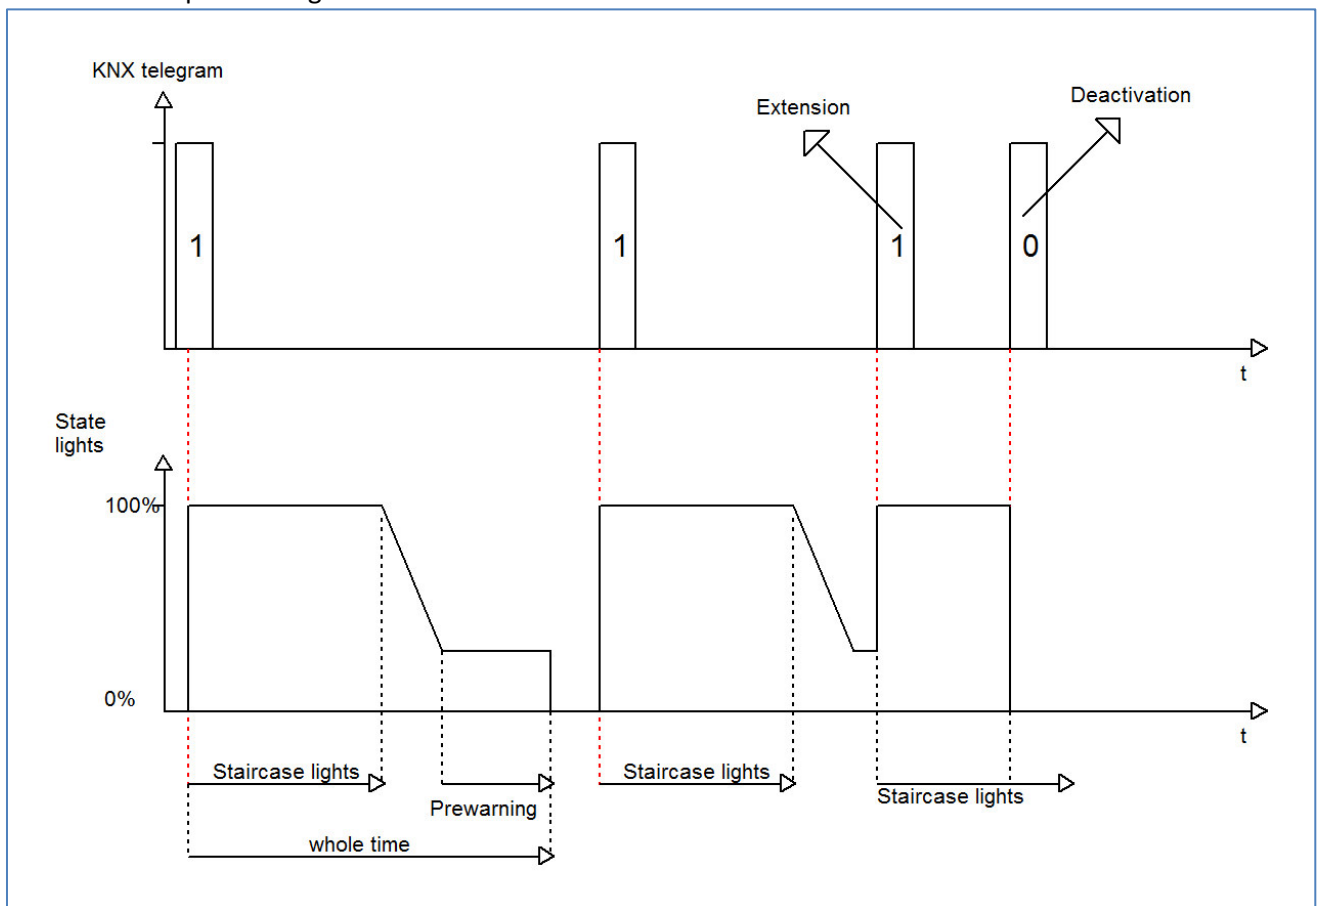 KNX telegram
Extension
Deactivation
1
1
1
0
t
State
lights
100%
0%
t
Staircase lights
Staircase lights
Staircase lights
Prewarning
whole time